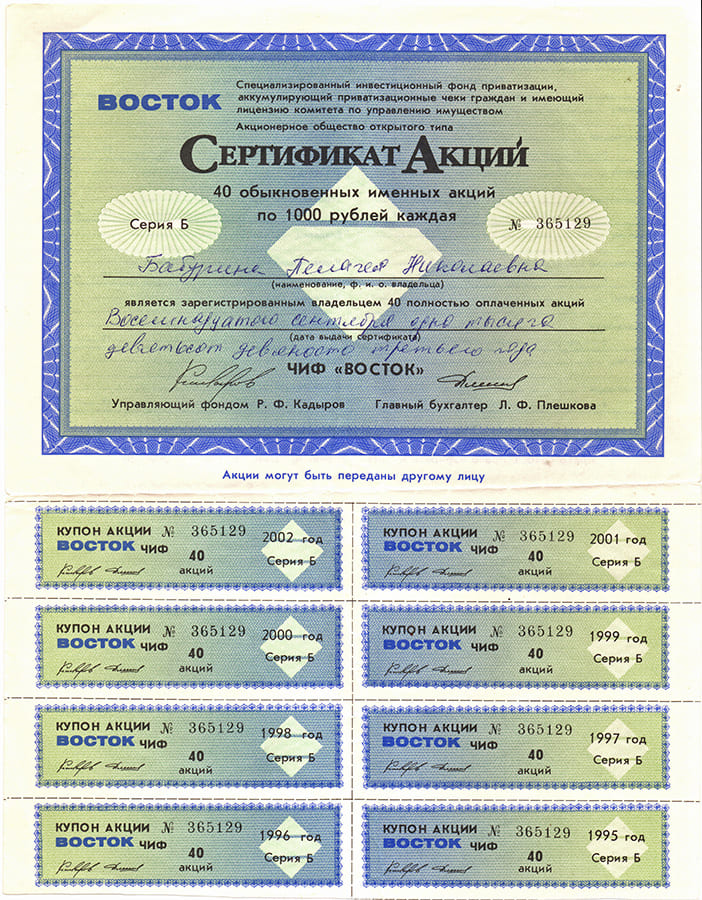 ВОСТОК
Специализированный инвестиционный фонд приватизации,
аккумулирующий приватизационные чеки граждан и имеющий
лицензию комитета по управлению имуществом
Акционерное общество открытого типа
Сертификат Акций
40 обыкновенных именных акций
по 1000 рублей каждая
Серия Б
№ 365129
Бабурина Пелагея Николаевна
(наименование, ф. и. о. владельца)
является зарегистрированным владельцем 40 полностью оплаченных акций
Восемнадцатого сентября одна тысяча
(дата выдачи сертификата)
девятьсот девяносто третьего года
ЧИФ «ВОСТОК»
Управляющий фондом Р. Ф. Кадыров Главный бухгалтер Л. Ф. Плешкова
Акции могут быть переданы другому лицу
КУПОН АКЦИИ № 365129 2002 год
ВОСТОК ЧИФ 40 акций Серия Б
КУПОН АКЦИИ № 365129 2001 год
ВОСТОК ЧИФ 40 акций Серия Б
КУПОН АКЦИИ № 365129 2000 год
ВОСТОК ЧИФ 40 акций Серия Б
КУПОН АКЦИИ № 365129 1999 год
ВОСТОК ЧИФ 40 акций Серия Б
КУПОН АКЦИИ № 365129 1998 год
ВОСТОК ЧИФ 40 акций Серия Б
КУПОН АКЦИИ № 365129 1997 год
ВОСТОК ЧИФ 40 акций Серия Б
КУПОН АКЦИИ № 365129 1996 год
ВОСТОК ЧИФ 40 акций Серия Б
КУПОН АКЦИИ № 365129 1995 год
ВОСТОК ЧИФ 40 акций Серия Б